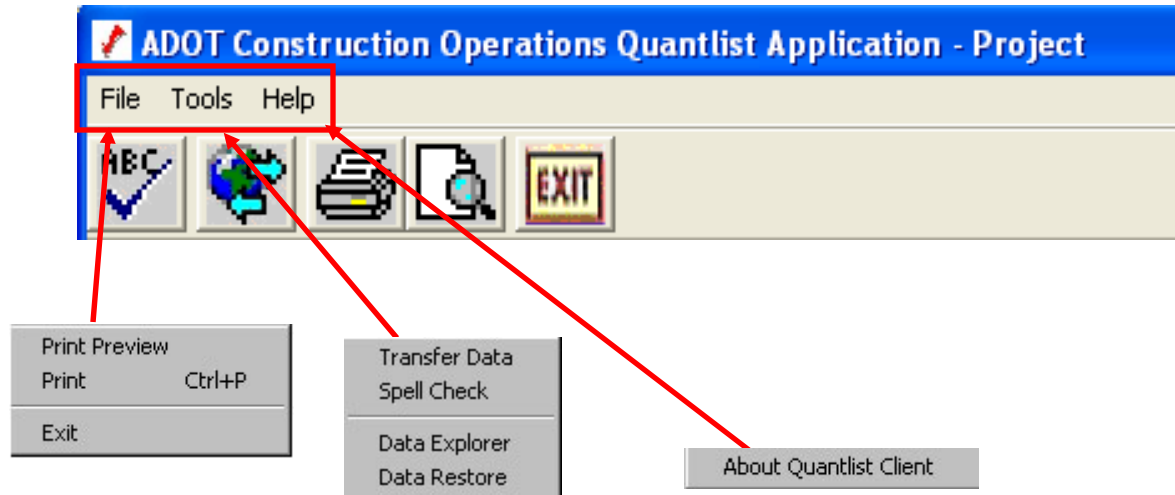 ADOT Construction Operations Quantlist Application - Project
File Tools Help
ABC
EXIT
Print Preview
Print Ctrl+P
Exit
Transfer Data
Spell Check
Data Explorer
Data Restore
About Quantlist Client